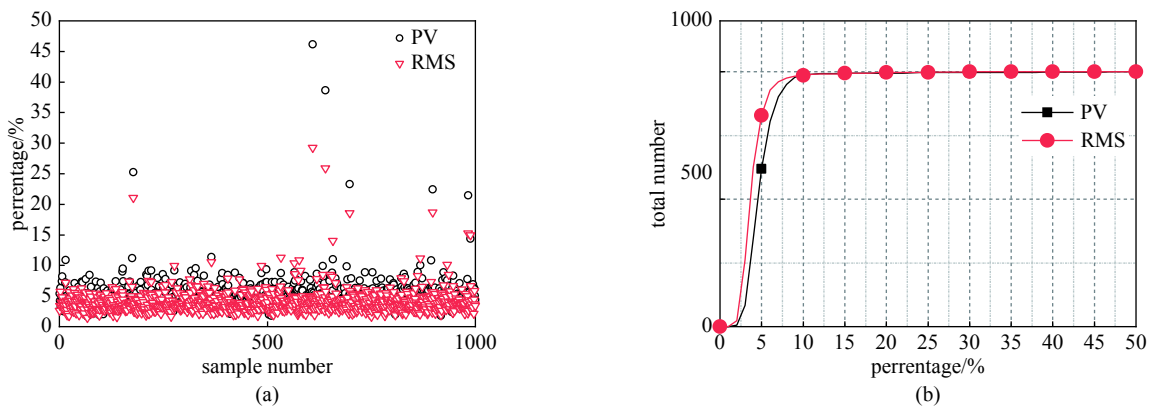 50
45
40
35
30
25
20
15
10
5
0
perrentage/%
PV
RMS
0
500
1000
sample number
(a)
1000
500
0
total number
PV
RMS
0 5 10 15 20 25 30 35 40 45 50
perrentage/%
(b)